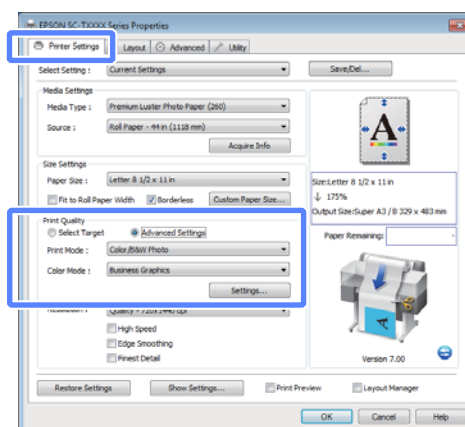 EPSON SC-TXXXX Series Properties
Printer Settings Layout Advanced Utility
Select Setting : Current Settings Save/Del...
Media Settings
Media Type : Premium Luster Photo Paper (260)
Source : Roll Paper - 44 in (1118 mm)
Acquire Info
Size Settings
Paper Size : Letter 8 1/2 x 11 in
Fit to Roll Paper Width Borderless Custom Paper Size...
A
Size:Letter 8 1/2 x 11 in
↓ 175%
Output Size:Super A3 / B 329 x 483 mm
Print Quality
Select Target Advanced Settings
Print Mode : Color/B&W Photo
Color Mode : Business Graphics
Settings...
Paper Remaining: -
Resolution : Quality - 720x1440 dpi
High Speed
Edge Smoothing
Finest Detail
A
Version 7.00
Restore Settings Show Settings... Print Preview Layout Manager
OK Cancel Help